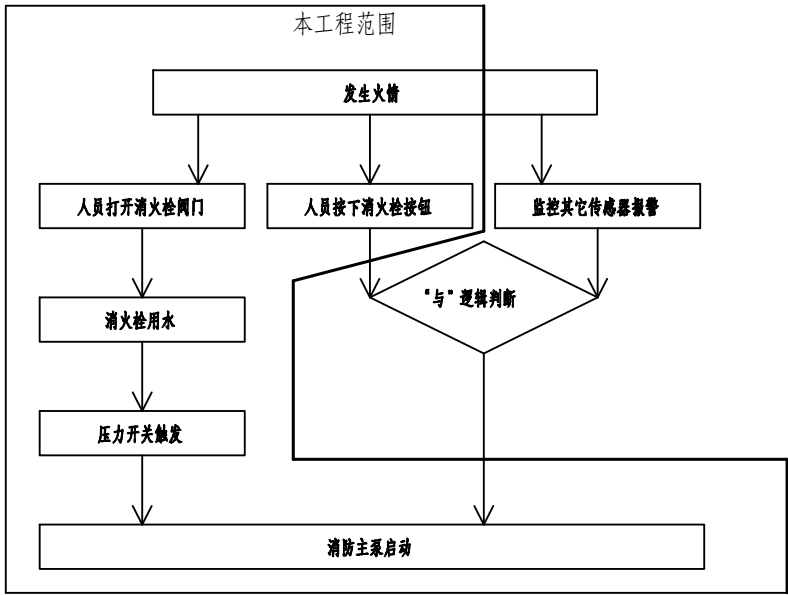 本工程范围
发生火情
人员打开消火栓阀门
人员按下消火栓按钮
监控其它传感器报警
"与"逻辑判断
消火栓用水
压力开关触发
消防主泵启动